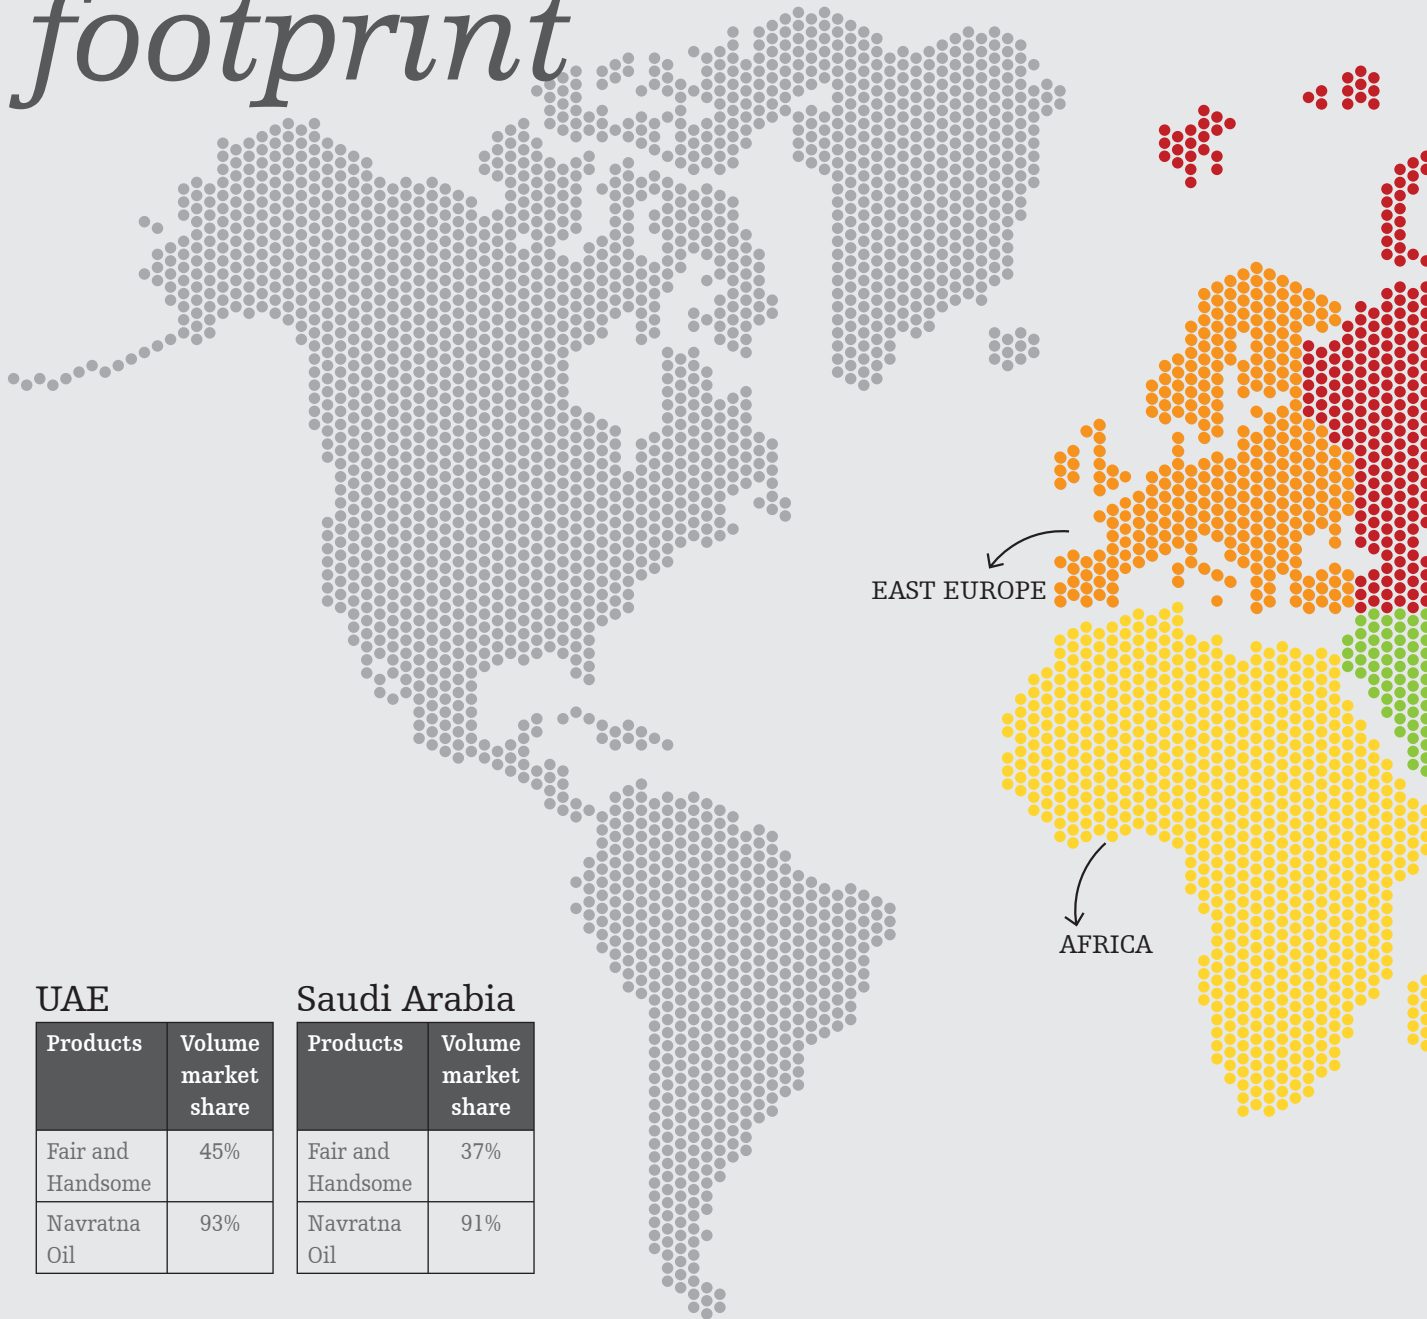 footprint
EAST EUROPE
AFRICA
UAE
Products Volume
market
share
Fair and 45%
Handsome
Navratna 93%
Oil
Saudi Arabia
Products Volume
market
share
Fair and 37%
Handsome
Navratna 91%
Oil